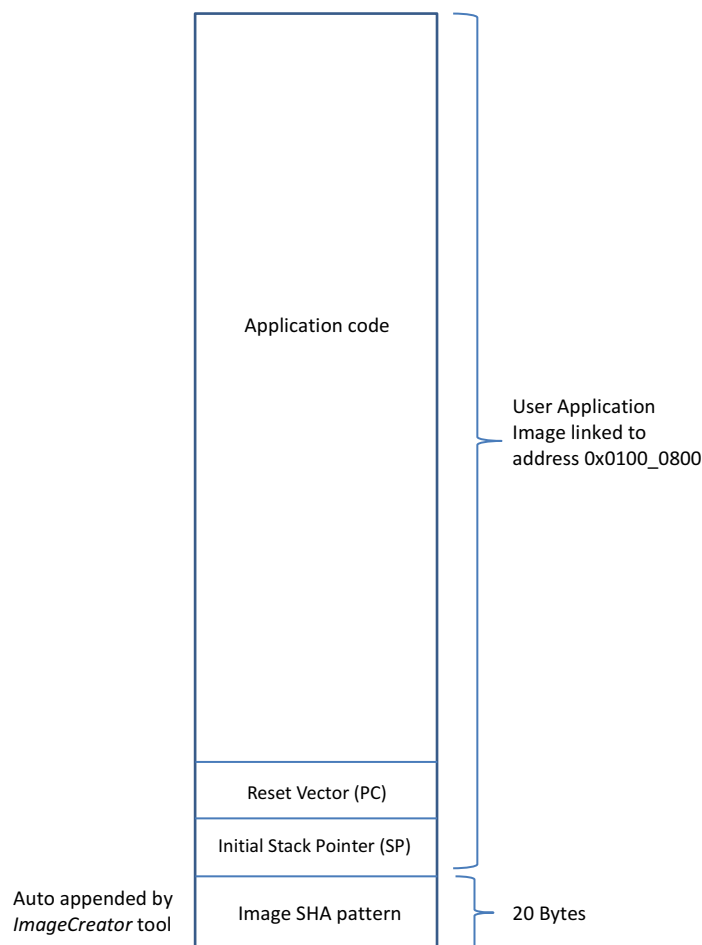 Application code
User Application
Image linked to
address 0x0100_0800
Reset Vector (PC)
Initial Stack Pointer (SP)
Auto appended by
ImageCreator tool
Image SHA pattern
20 Bytes